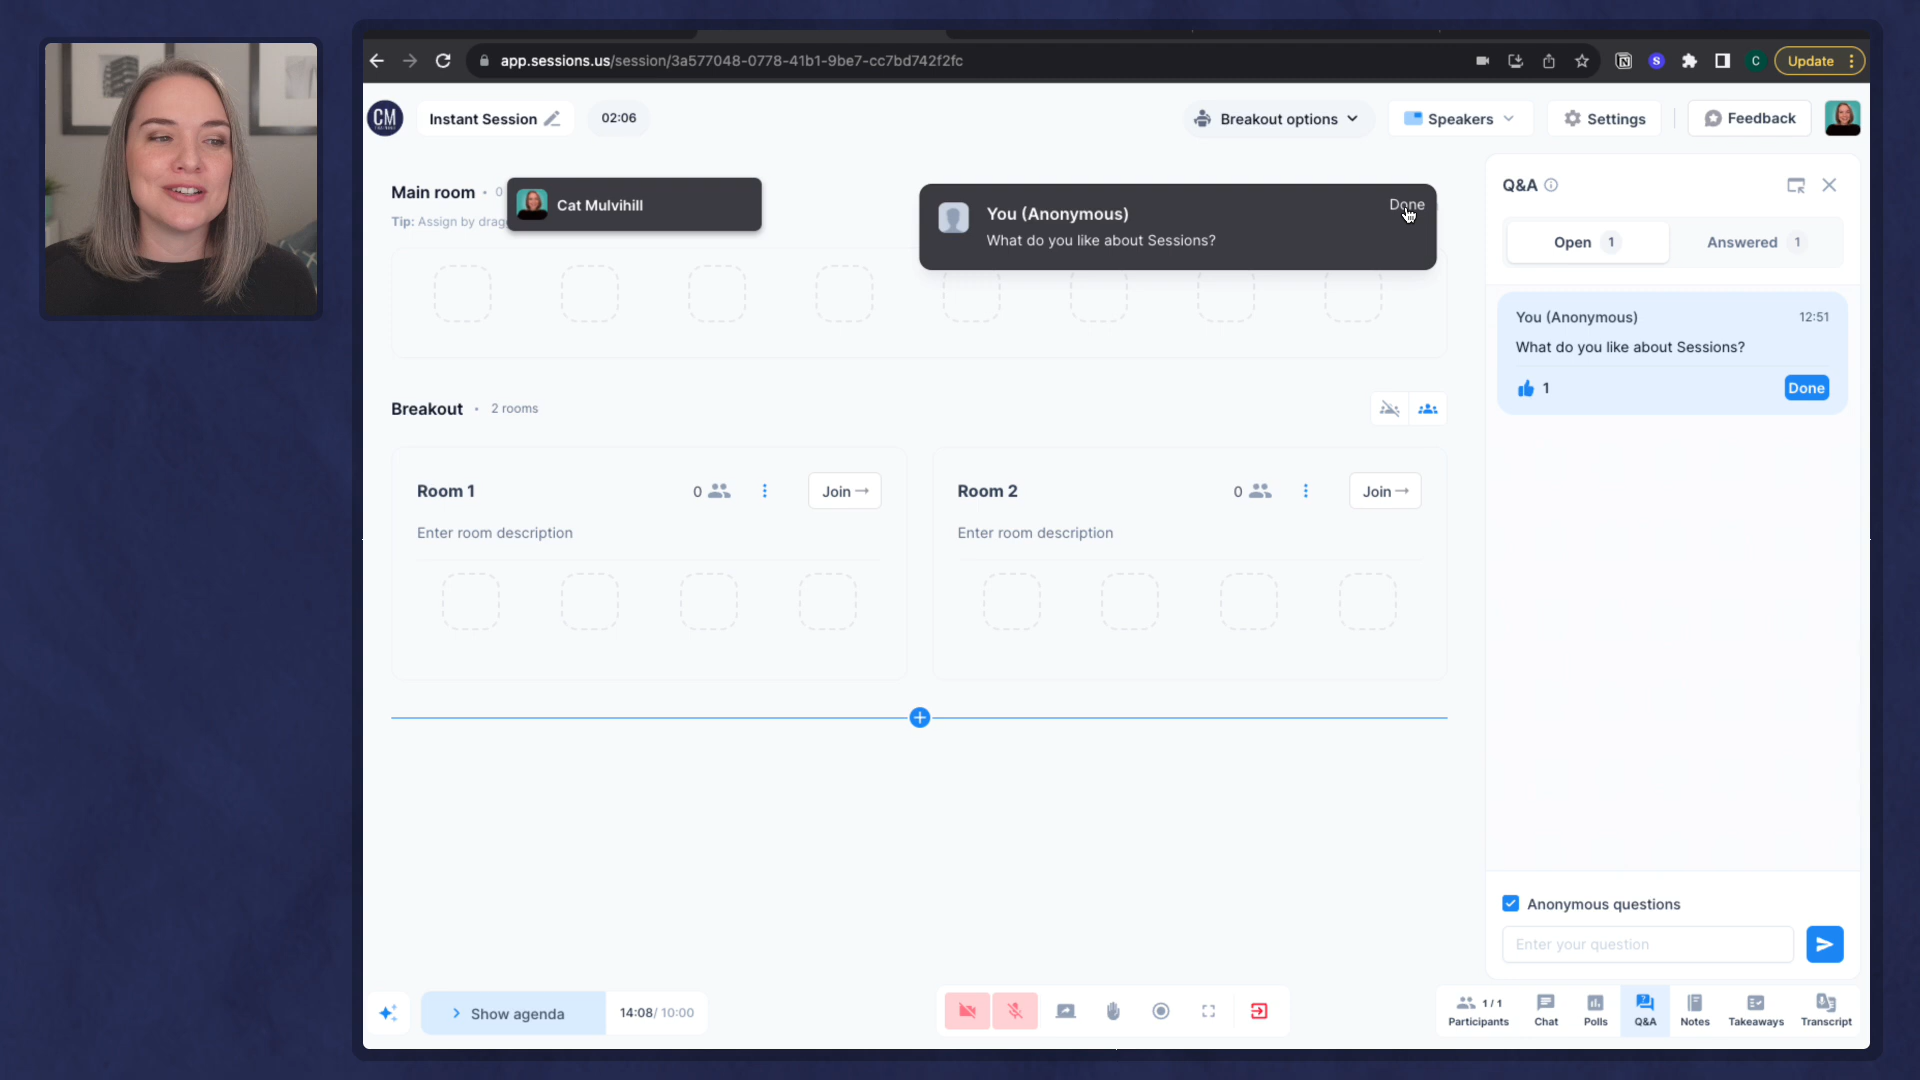 app.sessions.us/session/3a577048-0778-41b1-9be7-cc7bd742f2fc
Update
CM
Instant Session
02:06
Breakout options
Speakers
Settings
Feedback
Main room • 0
Cat Mulvihill
Tip: Assign by drag
You (Anonymous)
Done
What do you like about Sessions?
Q&A
Open 1
Answered 1
You (Anonymous) 12:51
What do you like about Sessions?
1
Done
Breakout • 2 rooms
Room 1
0
Join
Enter room description
Room 2
0
Join
Enter room description
Anonymous questions
Enter your question
Show agenda
14:08/ 10:00
1 / 1
Participants
Chat
Polls
Q&A
Notes
Takeaways
Transcript